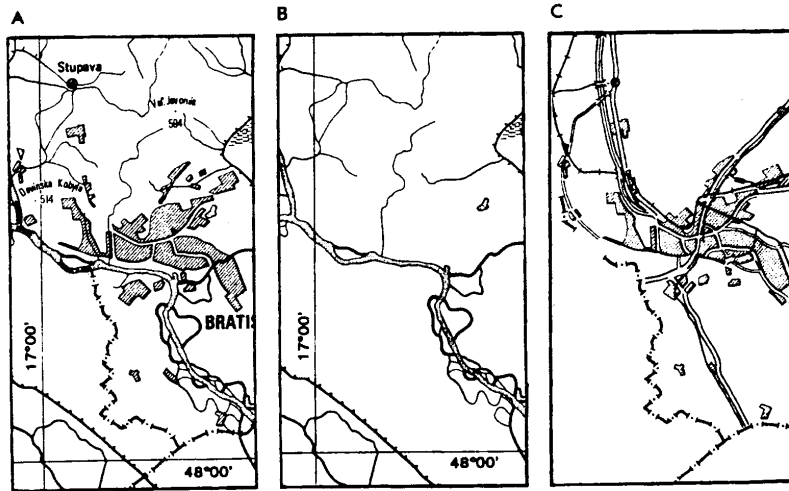 A
Stupava
584
Devínska Kobyla
514
BRATIS
17°00'
48°00'
B
17°00'
48°00'
C